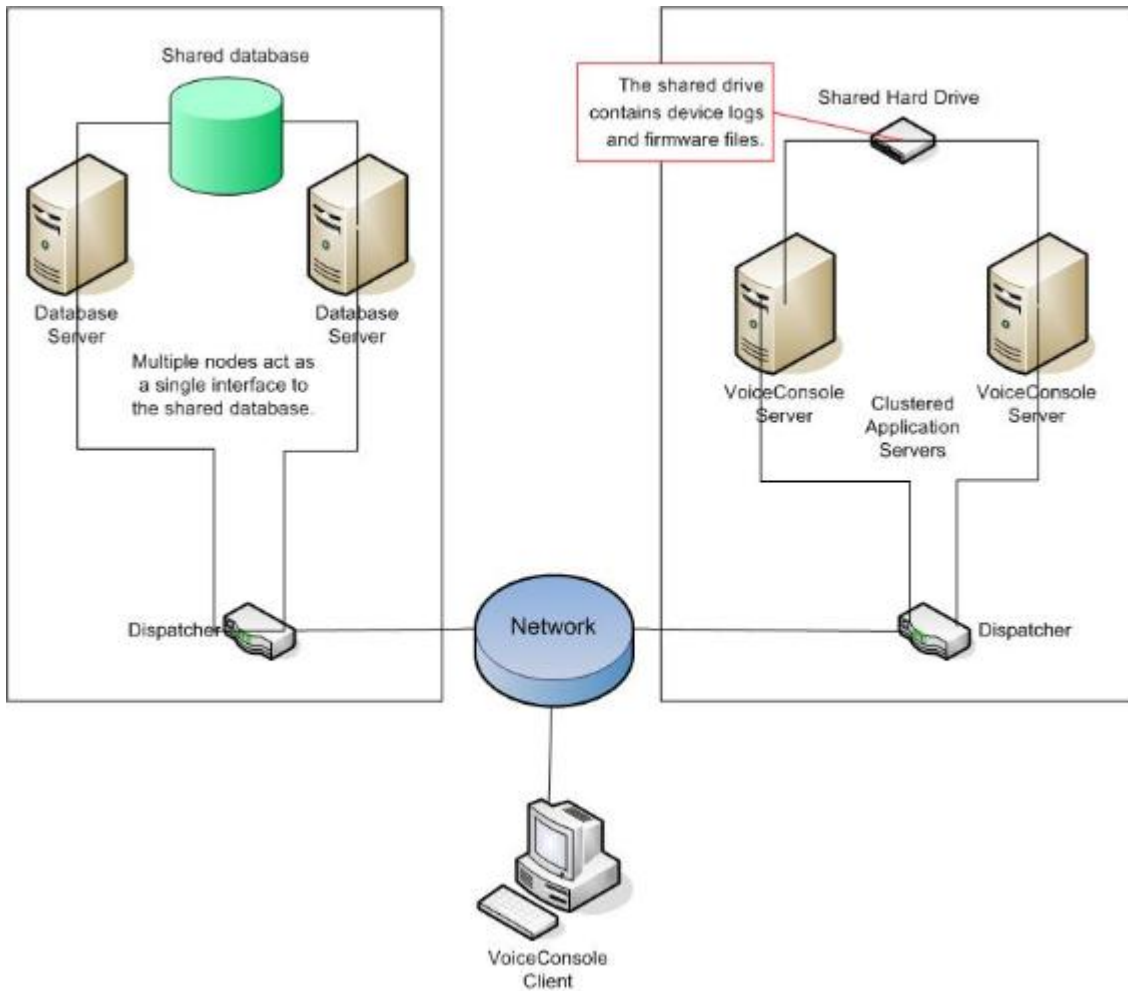 Shared database
The shared drive
contains device logs
and firmware files.
Shared Hard Drive
Database
Server
Database
Server
Multiple nodes act as
a single interface to
the shared database.
VoiceConsole
Server
Clustered
Application
Servers
VoiceConsole
Server
Dispatcher
Network
Dispatcher
VoiceConsole
Client